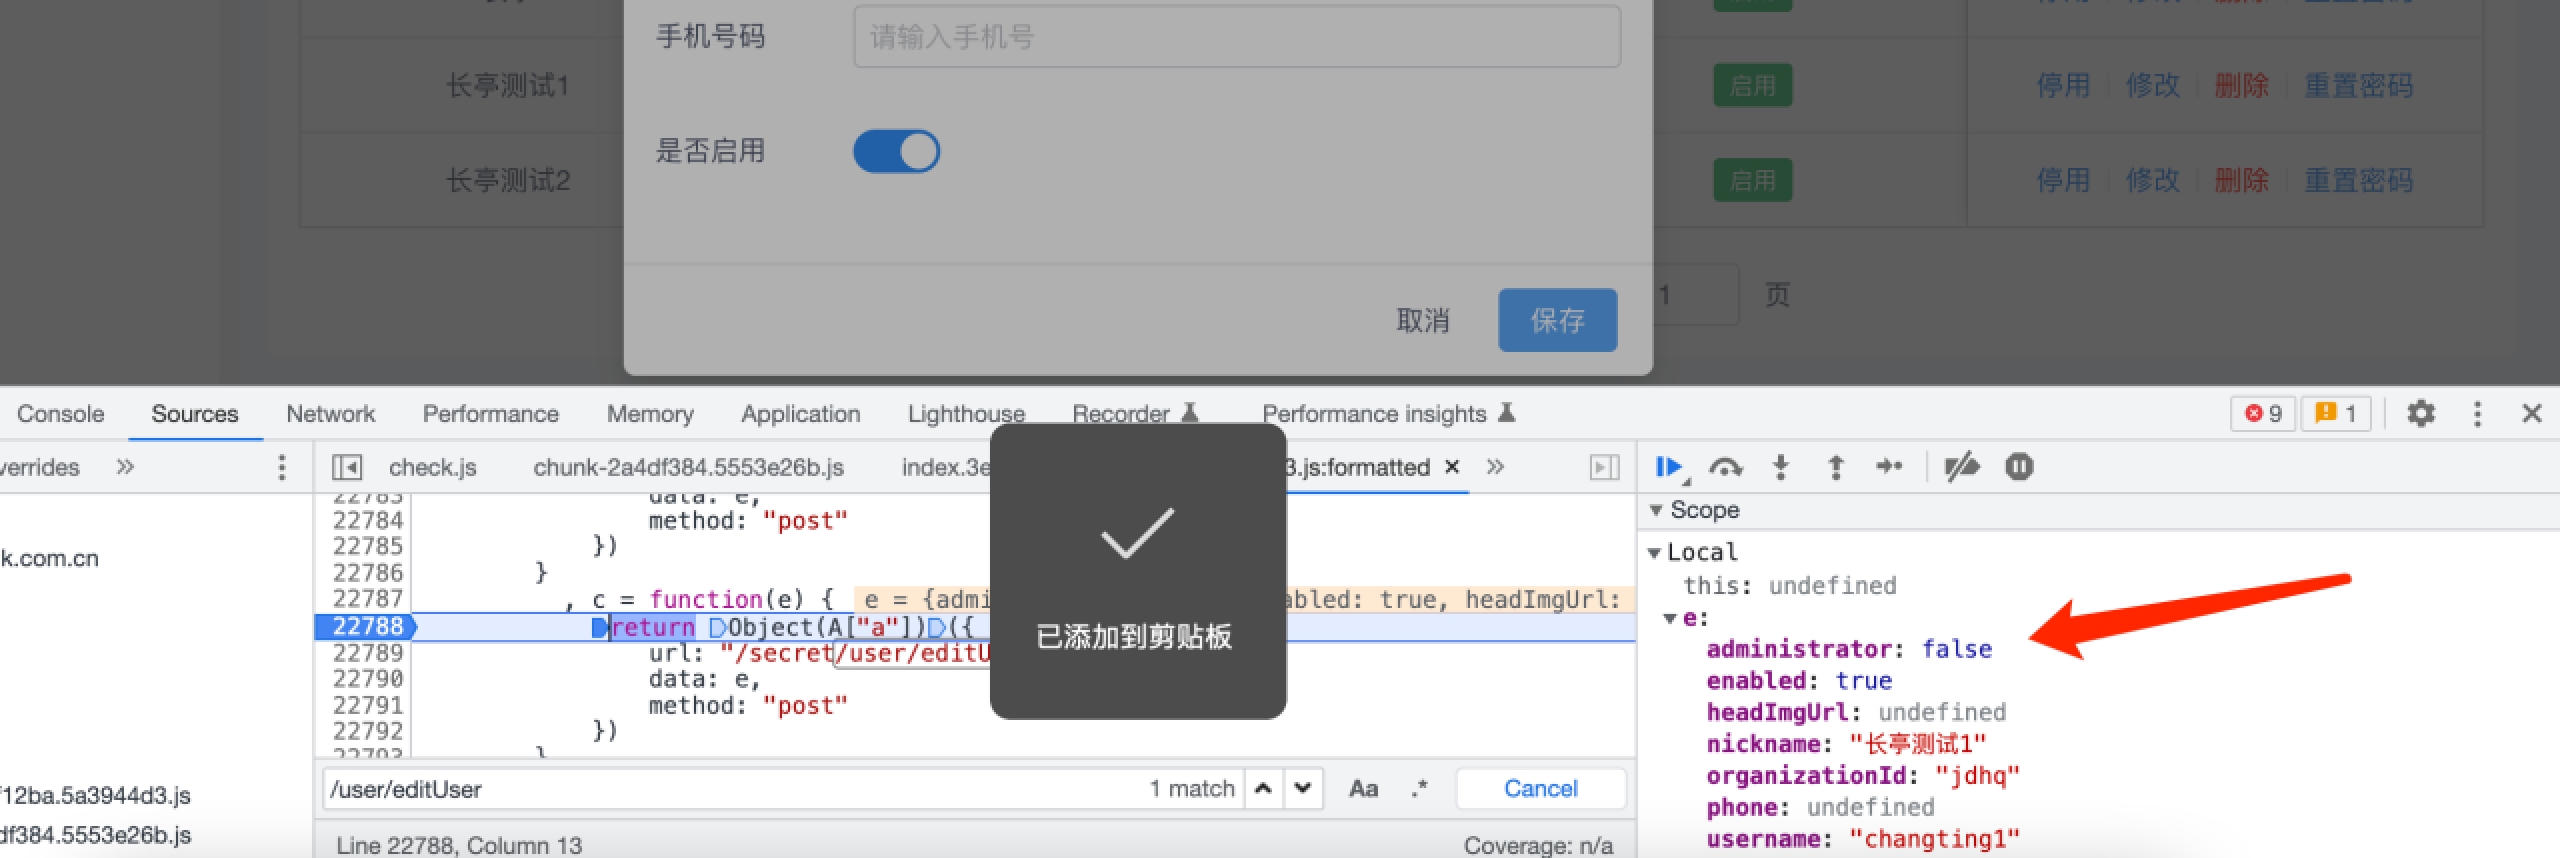 手机号码 请输入手机号
长亭测试1 启用 停用 修改 删除 重置密码
是否启用
长亭测试2 启用 停用 修改 删除 重置密码
取消 保存 1 页
Console Sources Network Performance Memory Application Lighthouse Recorder Performance insights 9 1
verrides » check.js chunk-2a4df384.5553e26b.js index.3e 3.js:formatted × »
22783 data: e,
22784 method: "post"
22785 })
22786 }
22787 , c = function(e) { e = {admi abled: true, headImgUrl:
22788 return Object(A["a"])({
22789 url: "/secret/user/editU
22790 data: e,
22791 method: "post"
22792 })
22793 }
k.com.cn
f12ba.5a3944d3.js
df384.5553e26b.js
已添加到剪贴板
/user/editUser 1 match Aa .* Cancel
Line 22788, Column 13 Coverage: n/a
Scope
Local
this: undefined
e:
administrator: false
enabled: true
headImgUrl: undefined
nickname: "长亭测试1"
organizationId: "jdhq"
phone: undefined
username: "changting1"